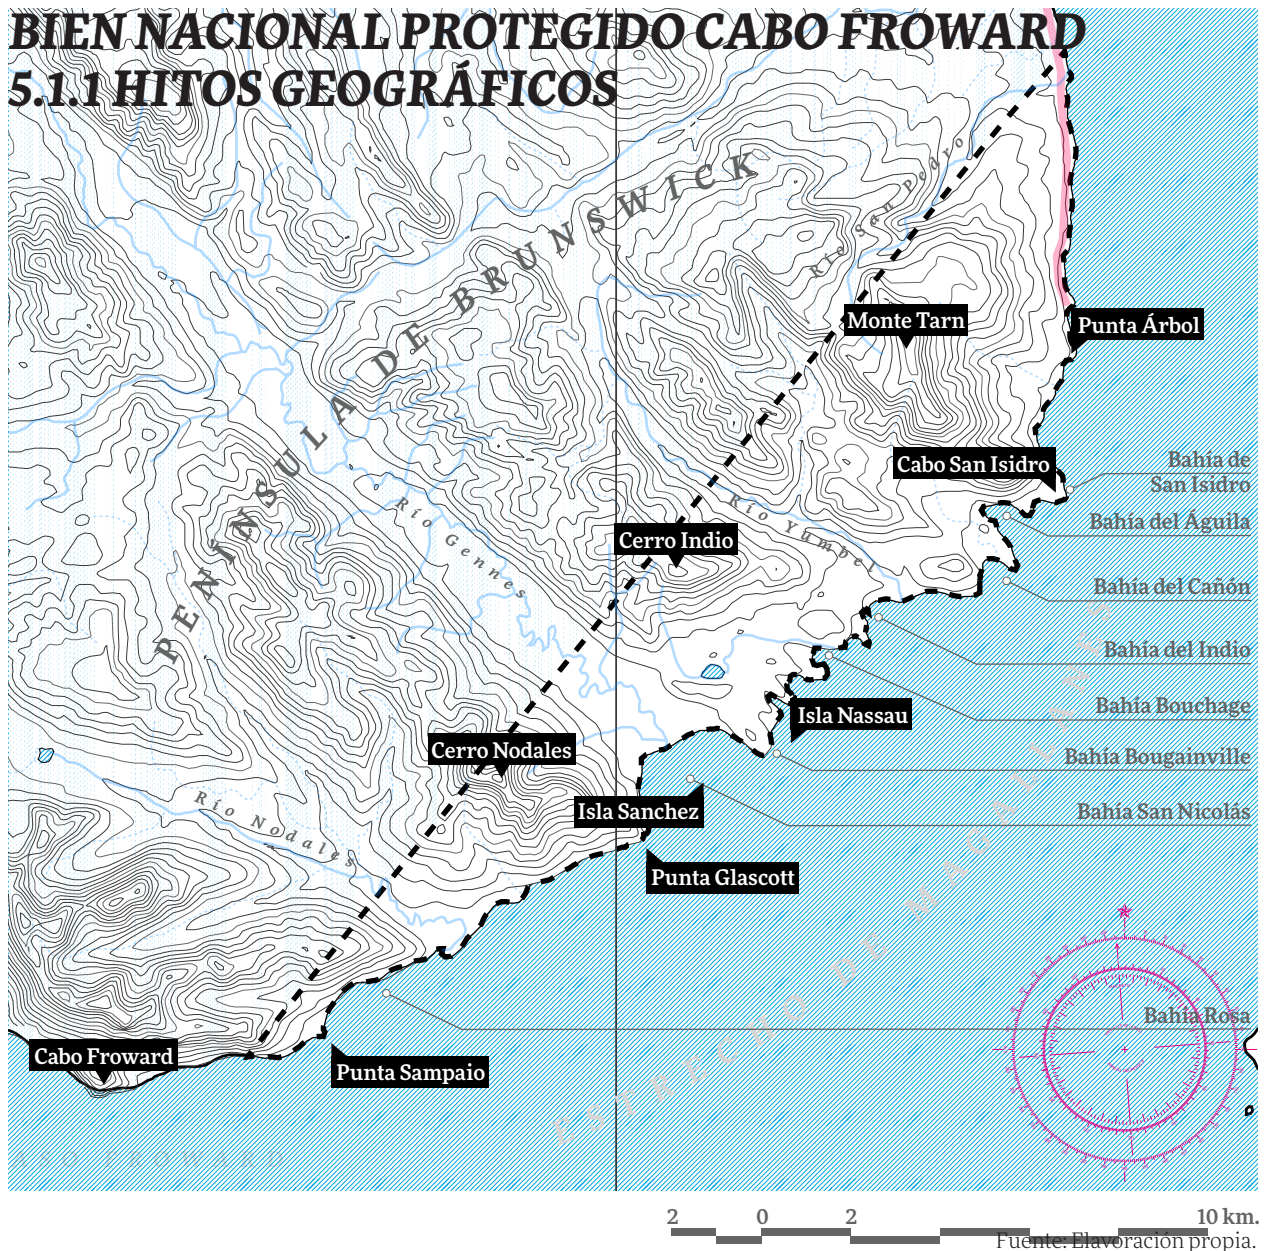 BIEN NACIONAL PROTEGIDO CABO FROWARD
5.1.1 HITOS GEOGRÁFICOS
PENÍNSULA DE BRUNSWICK
Río San Pedro
Monte Tarn
Punta Árbol
Cabo San Isidro
Bahía de
San Isidro
Río Yumbel
Bahía del Águila
Río Gennes
Cerro Indio
Bahía del Cañón
Bahía del Indio
Bahía Bouchage
Isla Nassau
Cerro Nodales
Bahía Bougainville
Río Nodales
Isla Sanchez
Bahía San Nicolás
Punta Glascott
ESTRECHO DE MAGALLANES
Bahía Rosa
Cabo Froward
Punta Sampaio
ASO FROWARD
2 0 2 10 km.
Fuente: Elavoración propia.